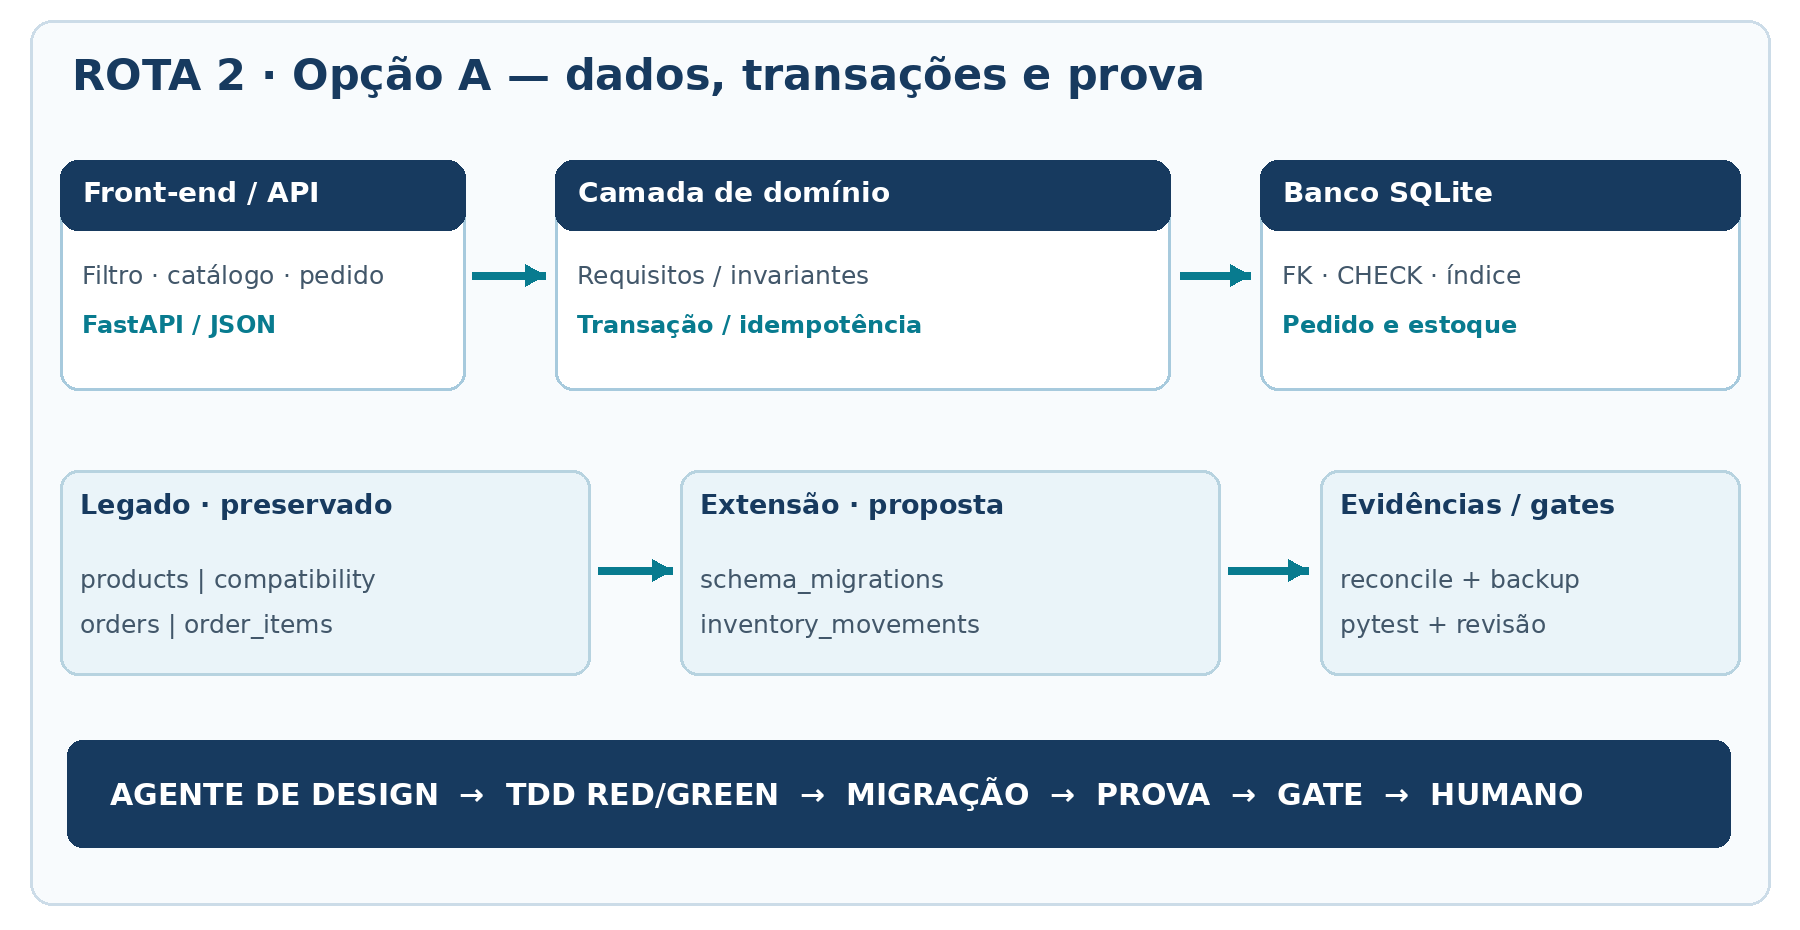 ROTA 2 · Opção A — dados, transações e prova
Front-end / API
Filtro · catálogo · pedido
FastAPI / JSON
Camada de domínio
Requisitos / invariantes
Transação / idempotência
Banco SQLite
FK · CHECK · índice
Pedido e estoque
Legado · preservado
products | compatibility
orders | order_items
Extensão · proposta
schema_migrations
inventory_movements
Evidências / gates
reconcile + backup
pytest + revisão
AGENTE DE DESIGN → TDD RED/GREEN → MIGRAÇÃO → PROVA → GATE → HUMANO